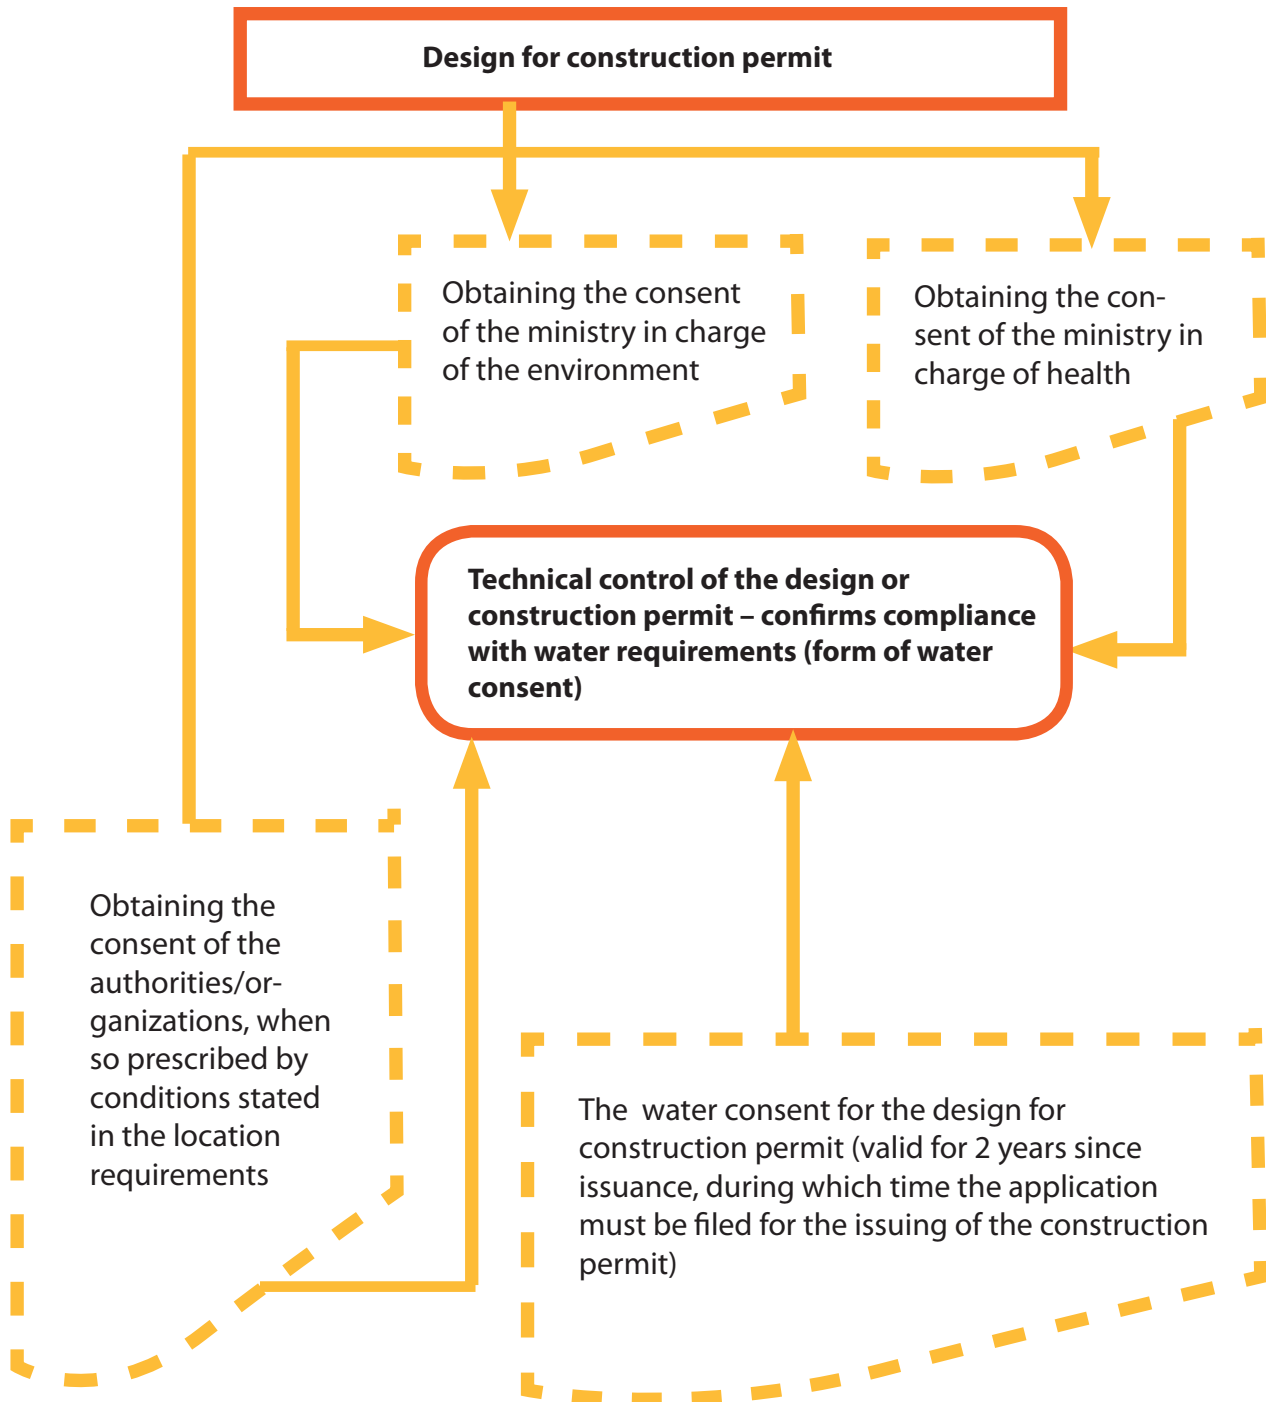 Design for construction permit
Obtaining the consent
of the ministry in charge
of the environment
Obtaining the con-
sent of the ministry in
charge of health
Technical control of the design or
construction permit – confirms compliance
with water requirements (form of water
consent)
Obtaining the
consent of the
authorities/or-
ganizations, when
so prescribed by
conditions stated
in the location
requirements
The  water consent for the design for
construction permit (valid for 2 years since
issuance, during which time the application
must be filed for the issuing of the construction
permit)